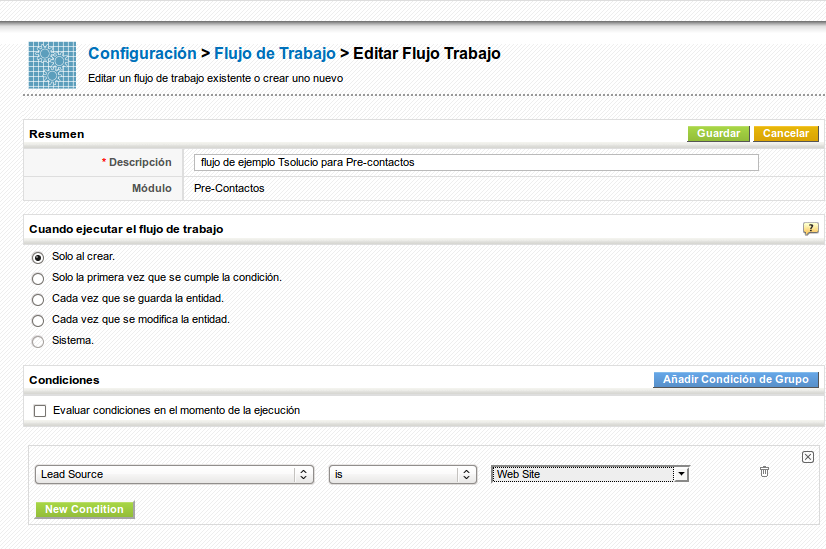 Configuración > Flujo de Trabajo > Editar Flujo Trabajo
Editar un flujo de trabajo existente o crear uno nuevo
Resumen Guardar Cancelar
* Descripción flujo de ejemplo Tsolucio para Pre-contactos
Módulo Pre-Contactos
Cuando ejecutar el flujo de trabajo ?
Solo al crear.
Solo la primera vez que se cumple la condición.
Cada vez que se guarda la entidad.
Cada vez que se modifica la entidad.
Sistema.
Condiciones Añadir Condición de Grupo
Evaluar condiciones en el momento de la ejecución
Lead Source is Web Site
New Condition